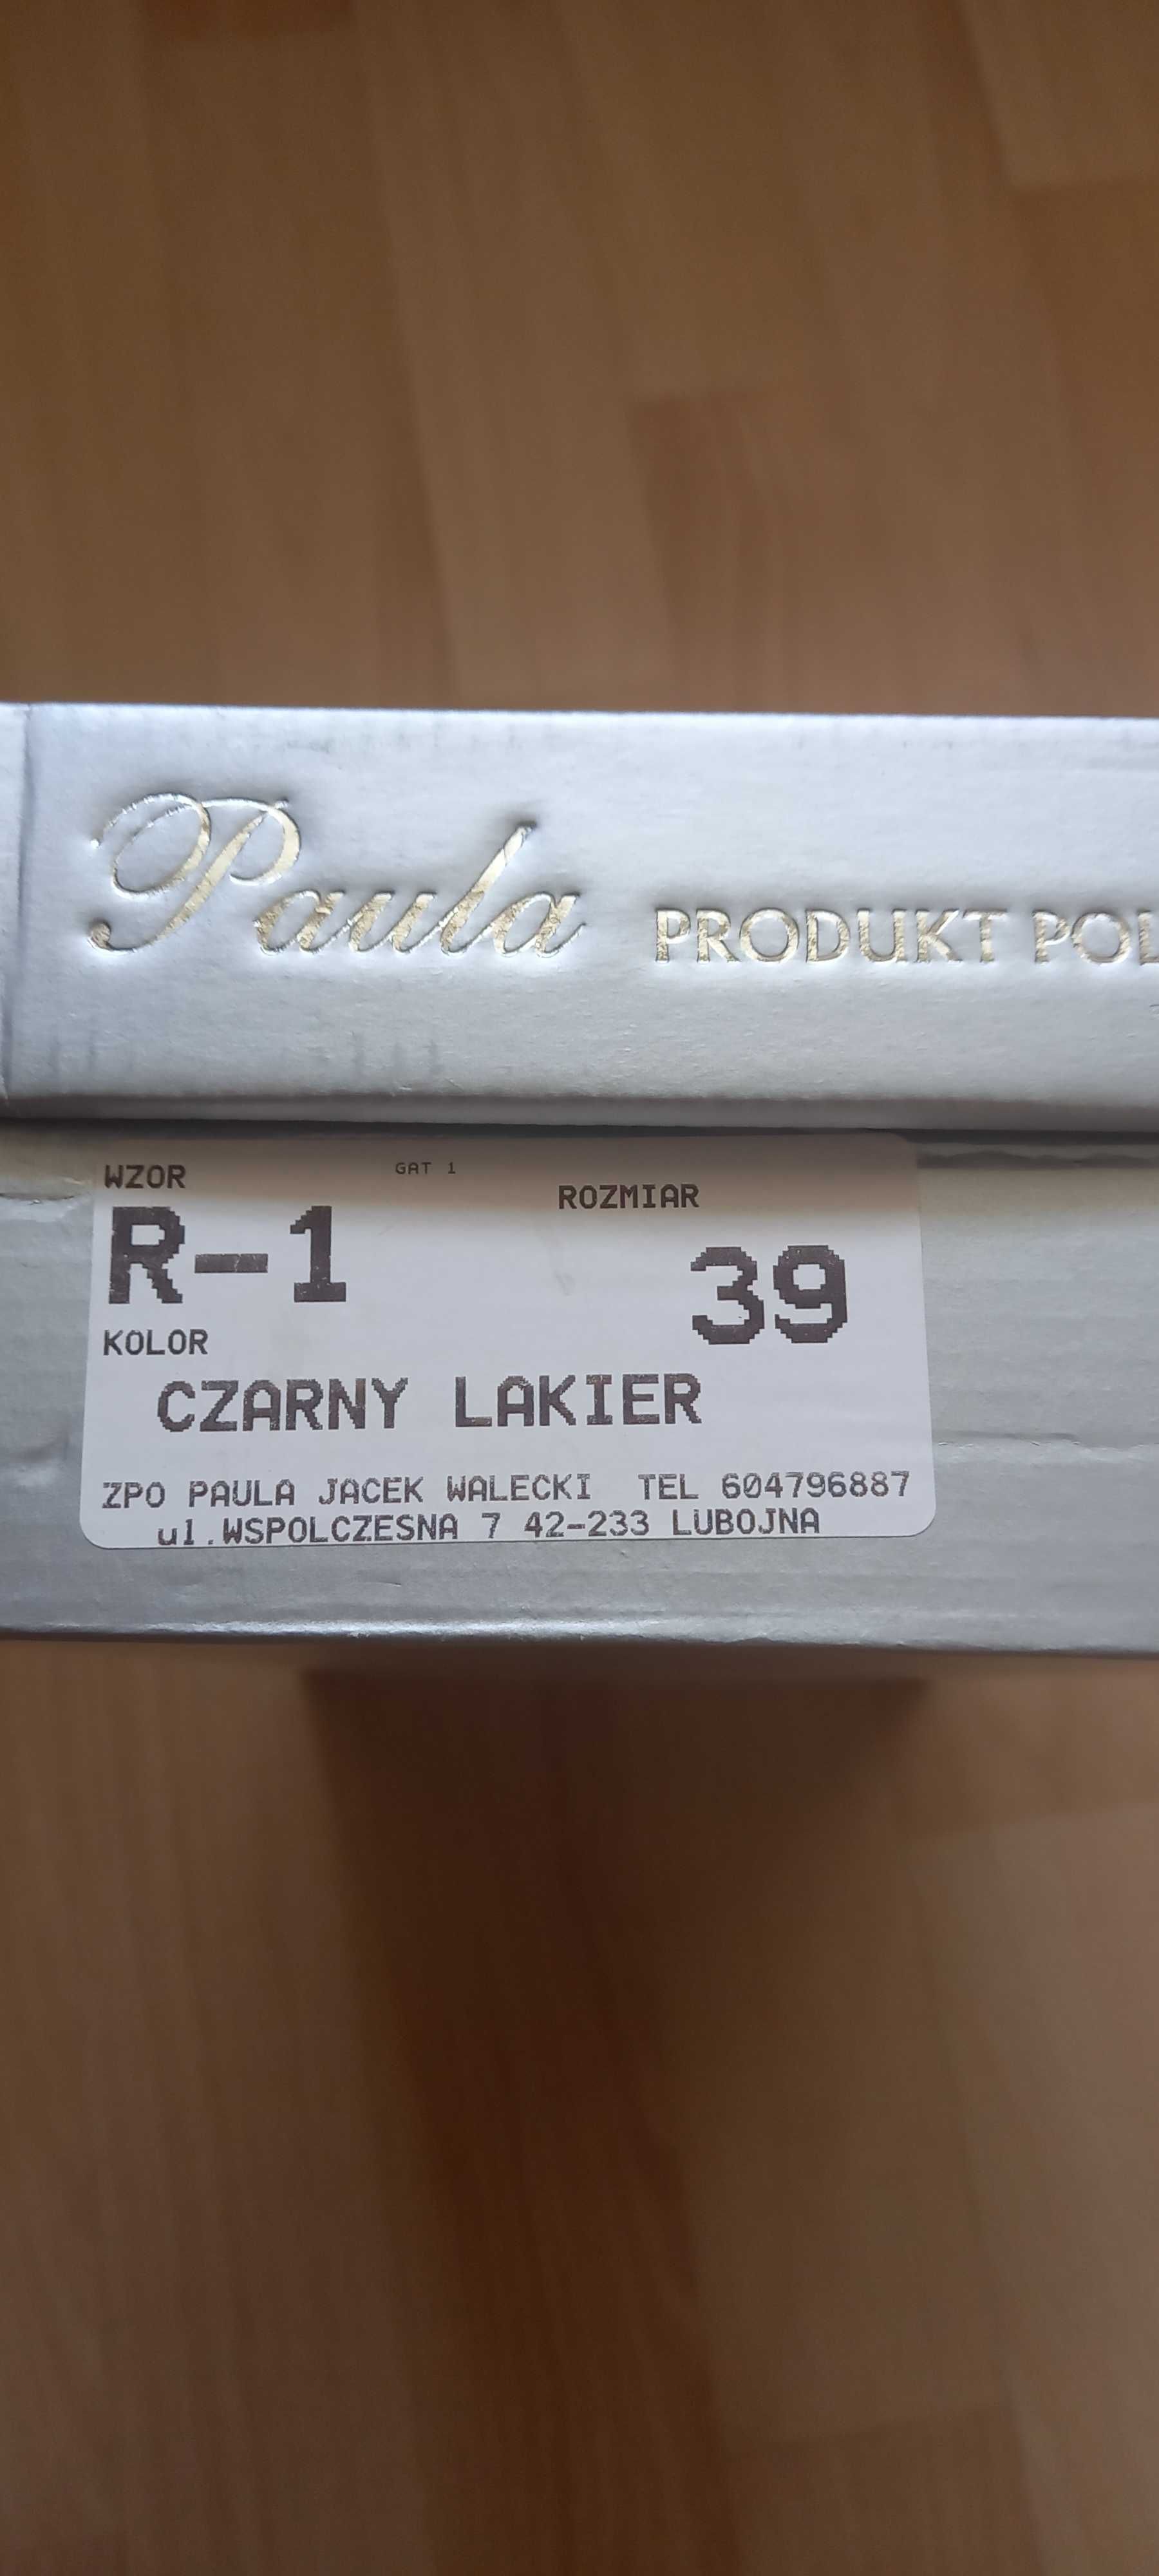 Paula PRODUKT POL
WZOR GAT 1 ROZMIAR
R-1 39
KOLOR
CZARNY LAKIER
ZPO PAULA JACEK WALECKI TEL 604796887
ul.WSPOLCZESNA 7 42-233 LUBOJNA